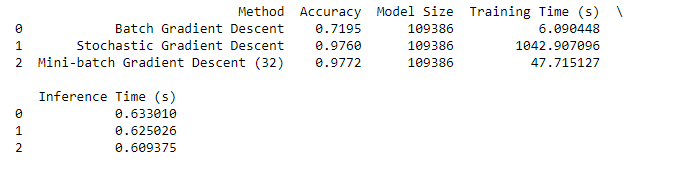 Method Accuracy Model Size Training Time (s) \
0 Batch Gradient Descent 0.7195 109386 6.090448
1 Stochastic Gradient Descent 0.9760 109386 1042.907096
2 Mini-batch Gradient Descent (32) 0.9772 109386 47.715127
Inference Time (s)
0 0.633010
1 0.625026
2 0.609375